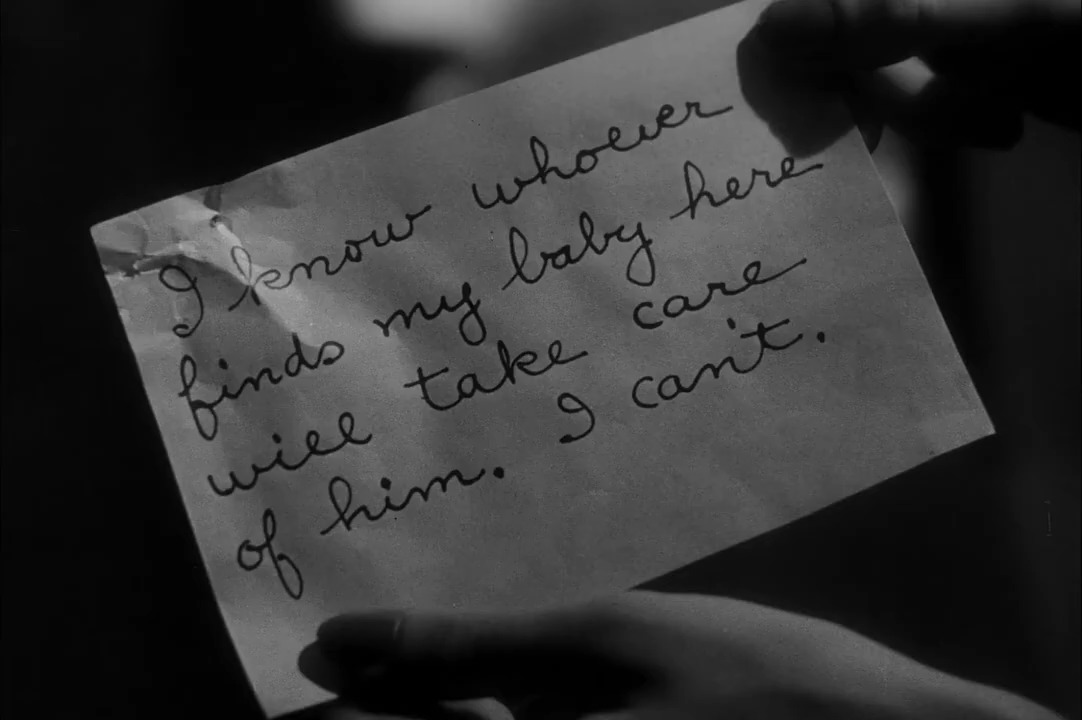 I know whoever
finds my baby here
will take care
of him. I can't.